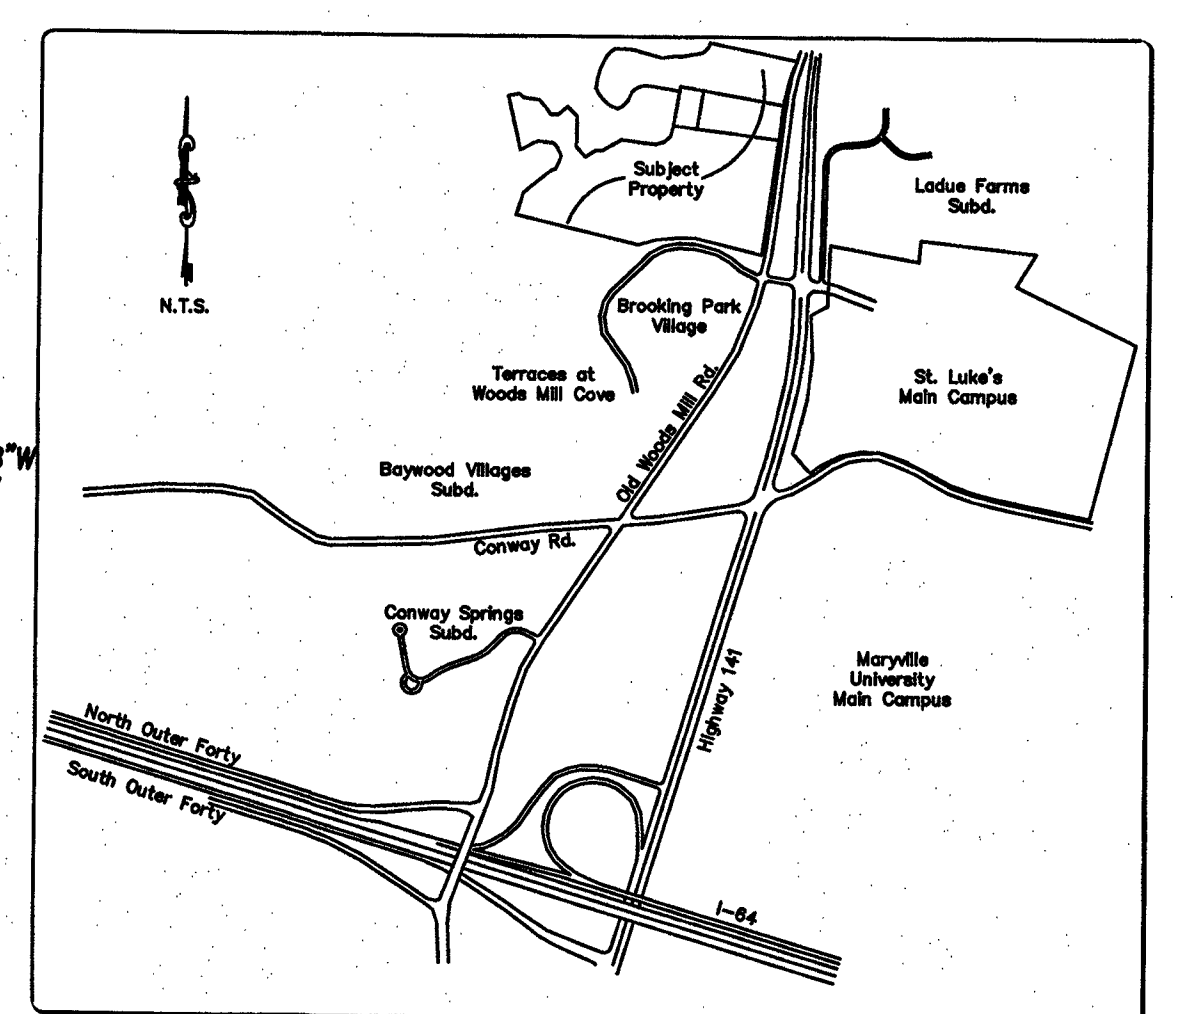 Subject
Property
Ladue Farms
Subd.
N.T.S.
Brooking Park
Village
Terraces at
Woods Mill Cove
St. Luke's
Main Campus
Old Woods Mill Rd.
"W
Baywood Villages
Subd.
Conway Rd.
Conway Springs
Subd.
Highway 141
Maryville
University
Main Campus
North Outer Forty
South Outer Forty
I-64